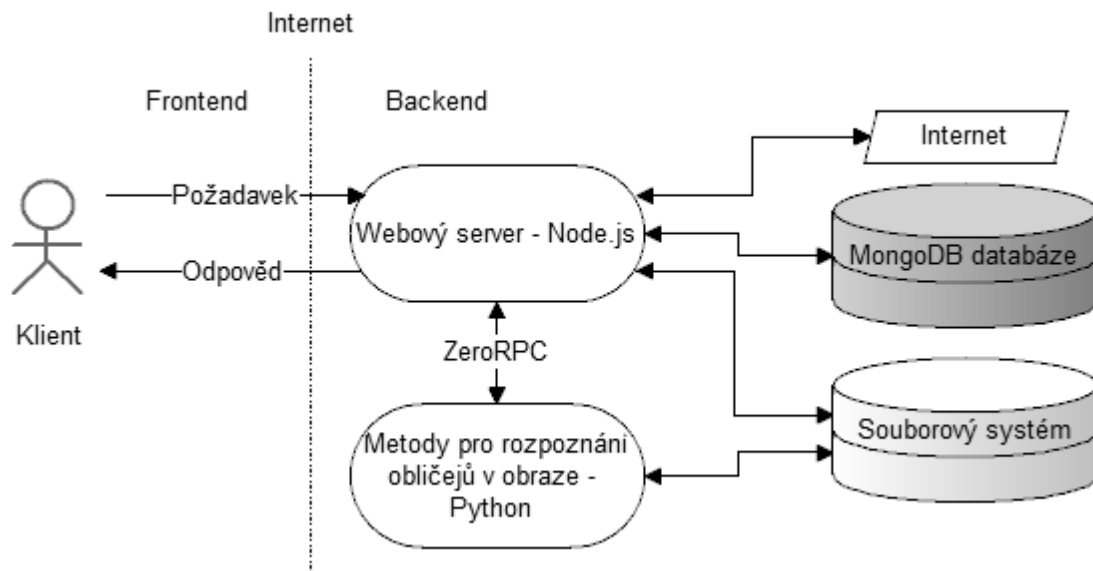 Internet
Frontend
Backend
Internet
Požadavek
Webový server - Node.js
MongoDB databáze
Odpověd
Klient
ZeroRPC
Souborový systém
Metody pro rozpoznání
obličejů v obraze -
Python